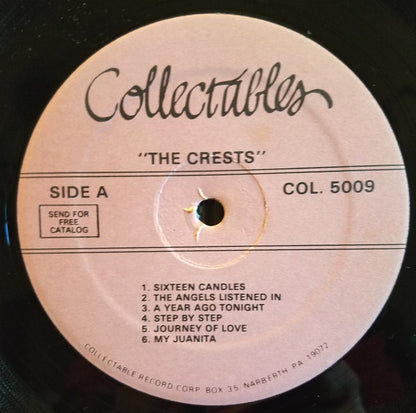 Collectables
"THE CRESTS"
SIDE A
COL. 5009
SEND FOR
FREE
CATALOG
1. SIXTEEN CANDLES
2. THE ANGELS LISTENED IN
3. A YEAR AGO TONIGHT
4. STEP BY STEP
5. JOURNEY OF LOVE
6. MY JUANITA
COLLECTABLE RECORD CORP. BOX 35 NARBERTH, PA 19072